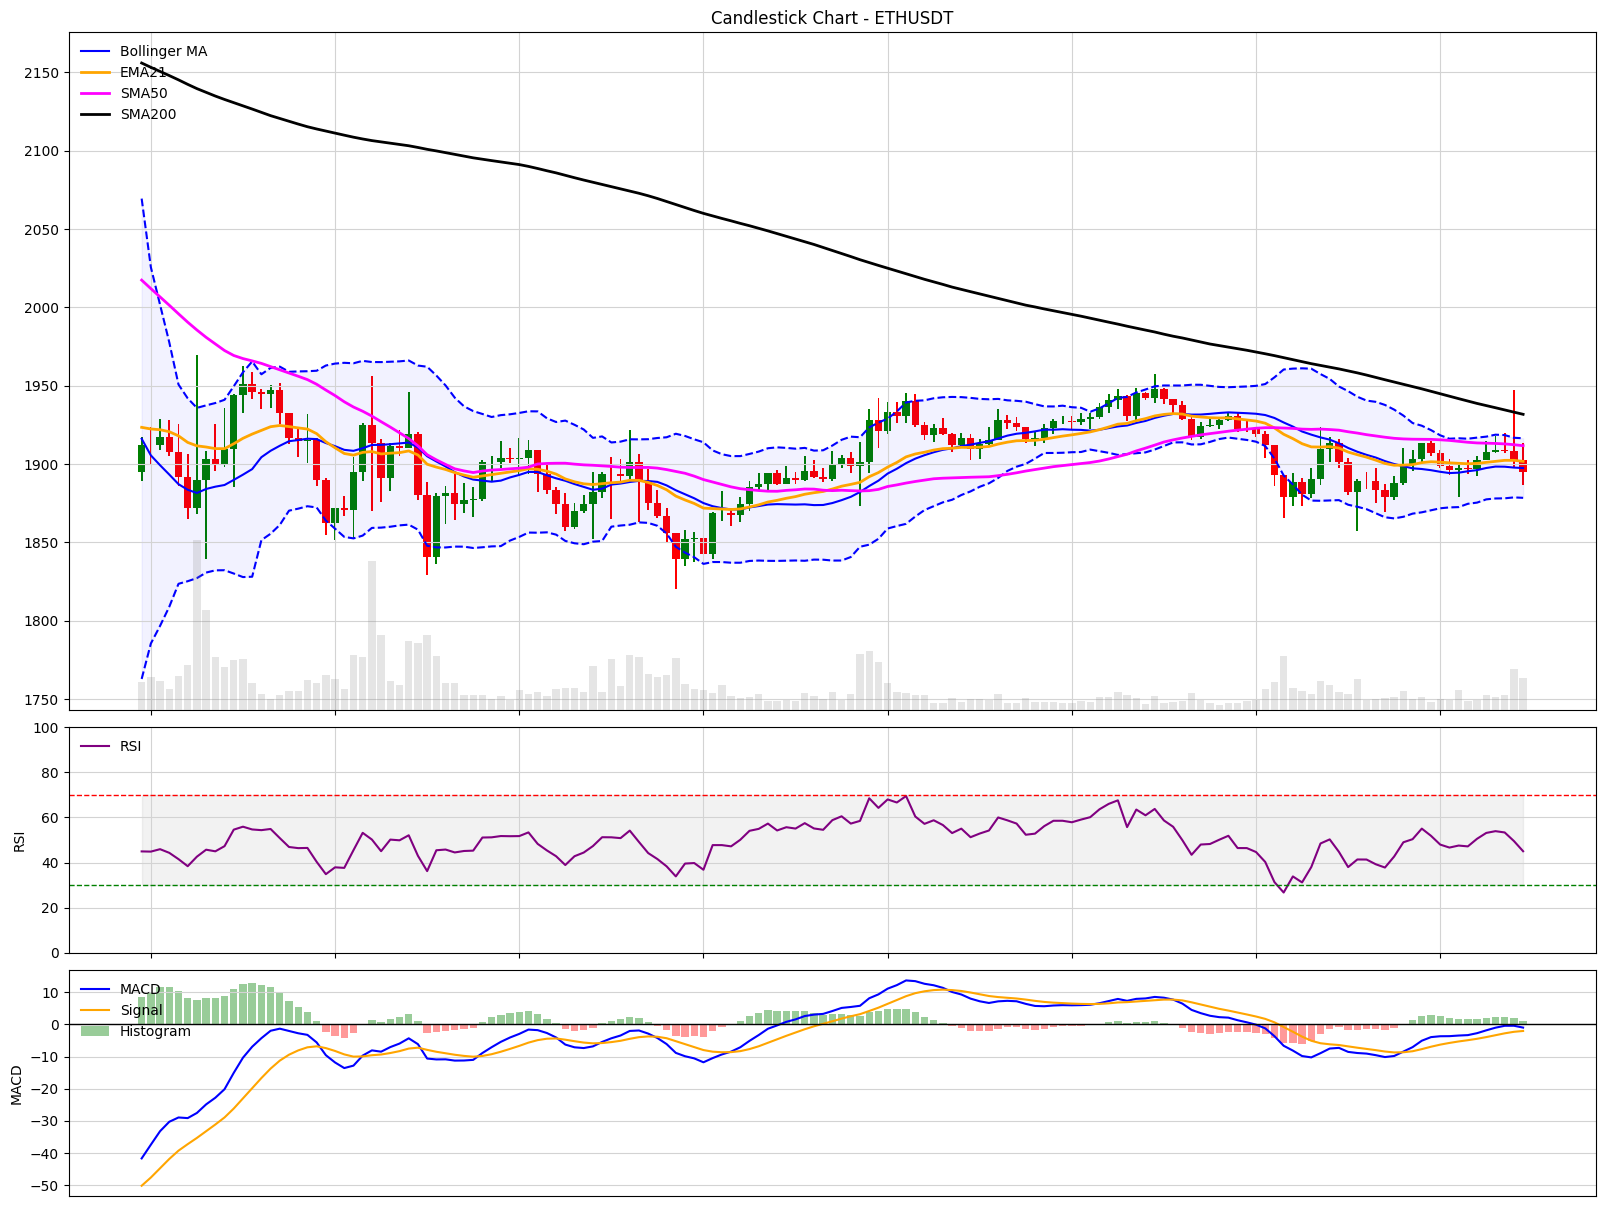 Candlestick Chart - ETHUSDT
Bollinger MA
EMA21
SMA50
SMA200
2150
2100
2050
2000
1950
1900
1850
1800
1750
RSI
100
80
60
40
20
0
RSI
MACD
Signal
Histogram
10
0
−10
−20
−30
−40
−50
MACD